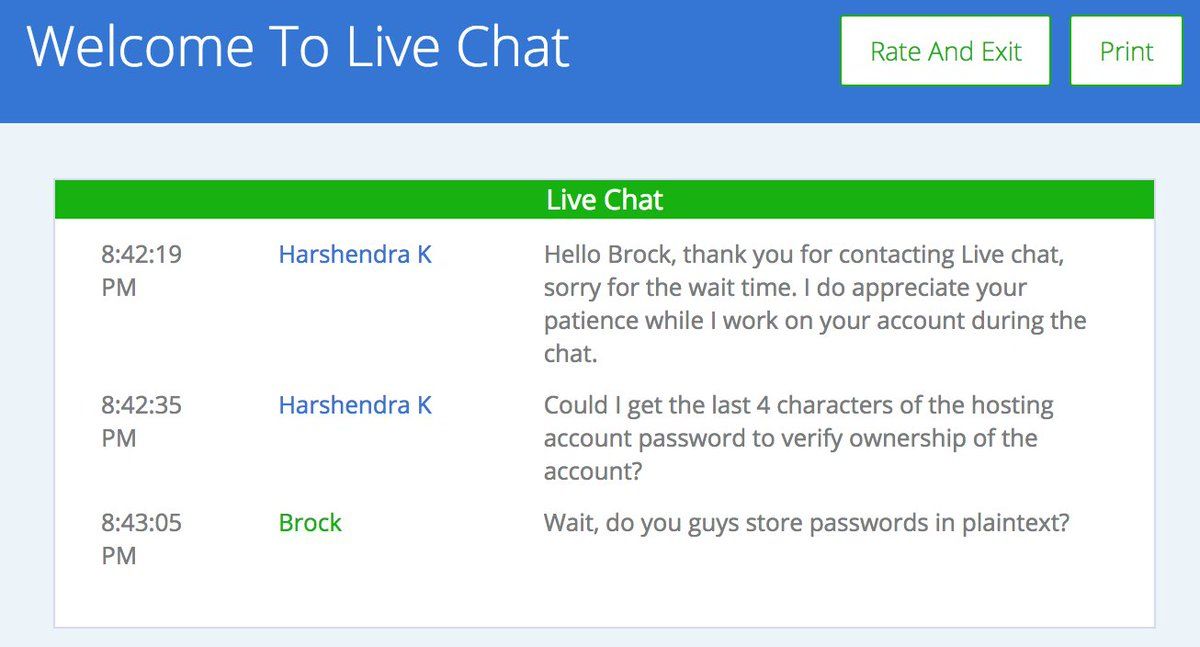 Welcome To Live Chat
Rate And Exit
Print
Live Chat
8:42:19
PM
Harshendra K
Hello Brock, thank you for contacting Live chat,
sorry for the wait time. I do appreciate your
patience while I work on your account during the
chat.
8:42:35
PM
Harshendra K
Could I get the last 4 characters of the hosting
account password to verify ownership of the
account?
8:43:05
PM
Brock
Wait, do you guys store passwords in plaintext?